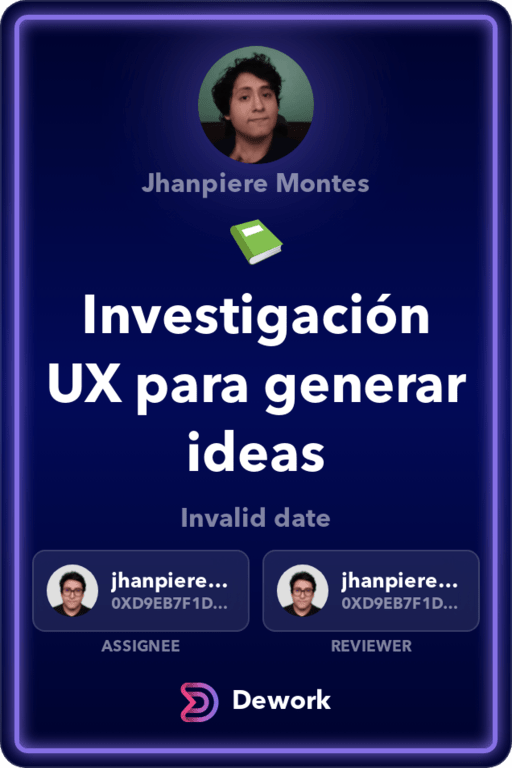 Jhanpiere Montes
Investigación
UX para generar
ideas
Invalid date
jhanpiere...
0XD9EB7F1D...
ASSIGNEE
jhanpiere...
0XD9EB7F1D...
REVIEWER
Dework